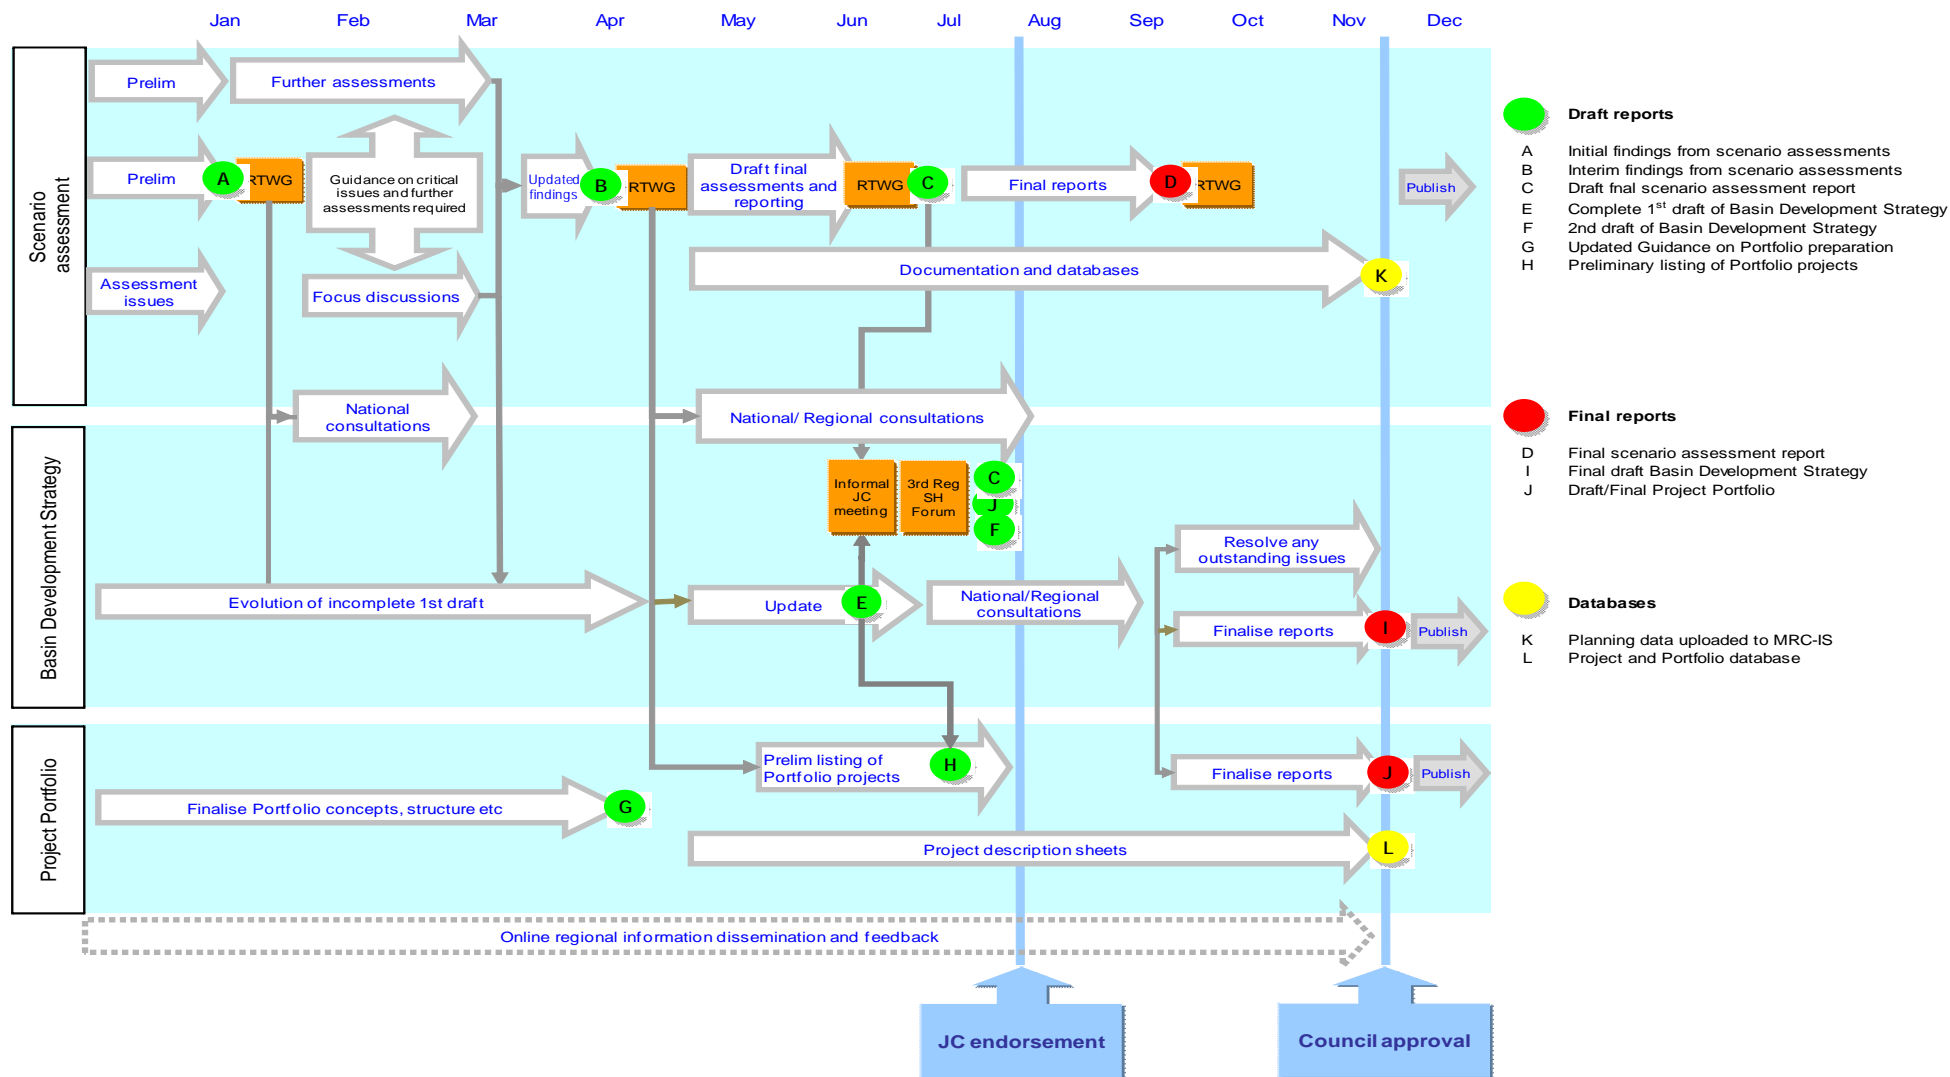 Jan Feb Mar Apr May Jun Jul Aug Sep Oct Nov Dec
Scenario
assessment
Prelim
Further assessments
Prelim
A
RTWG
Guidance on critical
issues and further
assessments required
Updated
findings
B
RTWG
Draft final
assessments and
reporting
RTWG
C
Final reports
D
RTWG
Publish
Assessment
issues
Focus discussions
Documentation and databases
K
National
consultations
National/ Regional consultations
Basin Development Strategy
Informal
JC
meeting
3rd Reg
SH
Forum
C
J
F
Resolve any
outstanding issues
Evolution of incomplete 1st draft
Update
E
National/Regional
consultations
Finalise reports
I
Publish
Project Portfolio
Prelim listing of
Portfolio projects
H
Finalise reports
J
Publish
Finalise Portfolio concepts, structure etc
G
Project description sheets
L
Online regional information dissemination and feedback
JC endorsement
Council approval
Draft reports
A Initial findings from scenario assessments
B Interim findings from scenario assessments
C Draft fnal scenario assessment report
E Complete 1st draft of Basin Development Strategy
F 2nd draft of Basin Development Strategy
G Updated Guidance on Portfolio preparation
H Preliminary listing of Portfolio projects
Final reports
D Final scenario assessment report
I Final draft Basin Development Strategy
J Draft/Final Project Portfolio
Databases
K Planning data uploaded to MRC-IS
L Project and Portfolio database